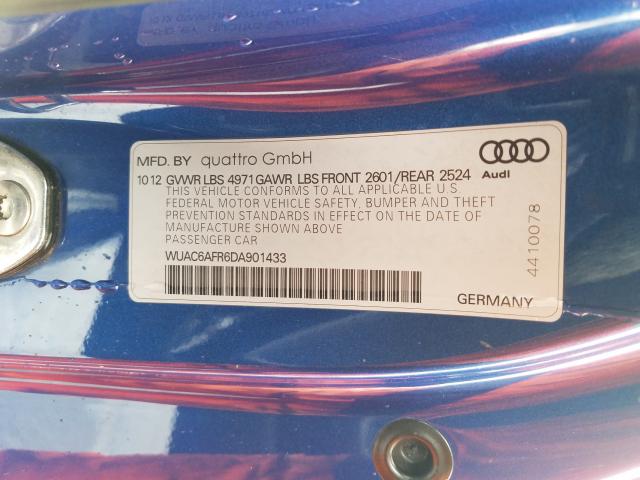 MFD. BY quattro GmbH
10 12 GVWR LBS 4971 GAWR LBS FRONT 2601/REAR 2524
Audi
THIS VEHICLE CONFORMS TO ALL APPLICABLE U.S
FEDERAL MOTOR VEHICLE SAFETY, BUMPER AND THEFT
PREVENTION STANDARDS IN EFFECT ON THE DATE OF
MANUFACTURE SHOWN ABOVE
PASSENGER CAR
WUAC6AFR6DA901433
4410078
GERMANY